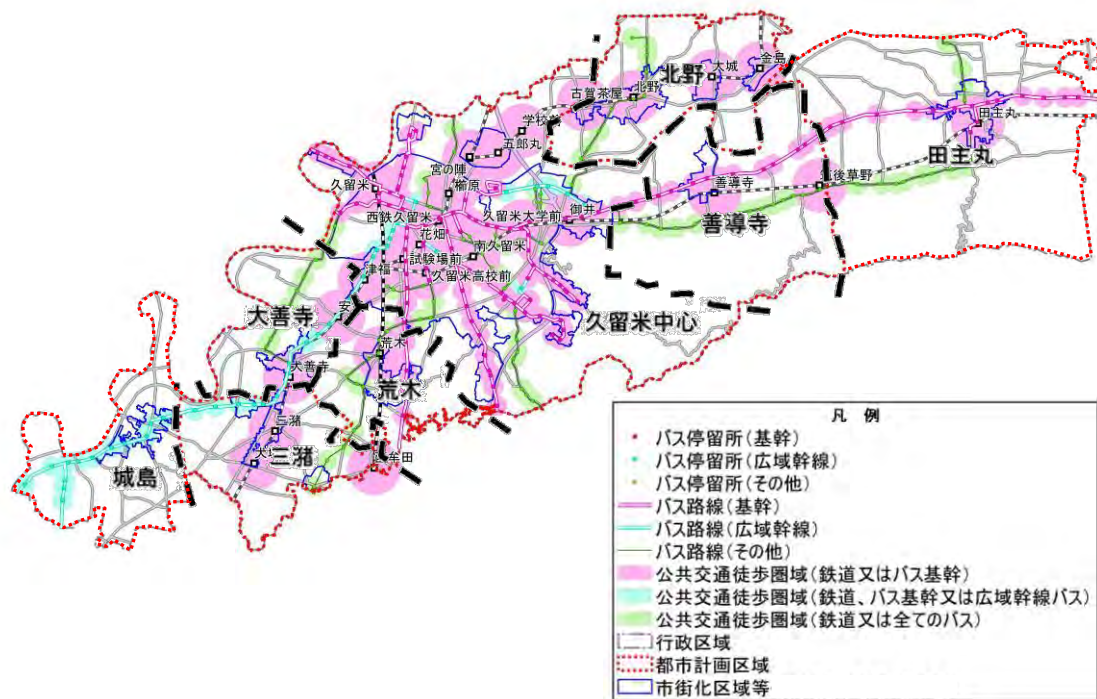 北野
大城
金島
古賀茶屋
北野
学校前
五郎丸
田主丸
田主丸
宮の陣
櫛原
久留米
善導寺
筑後草野
西鉄久留米
久留米大学前
御井
善導寺
花畑
南久留米
試験場前
久留米高校前
津福
大善寺
安
久留米中心
荒木
大善寺
荒木
三潴
三潴
城島
凡 例
バス停留所(基幹)
バス停留所(広域幹線)
バス停留所(その他)
バス路線(基幹)
バス路線(広域幹線)
バス路線(その他)
公共交通徒歩圏域(鉄道又はバス基幹)
公共交通徒歩圏域(鉄道、バス基幹又は広域幹線バス)
公共交通徒歩圏域(鉄道又は全てのバス)
行政区域
都市計画区域
市街化区域等